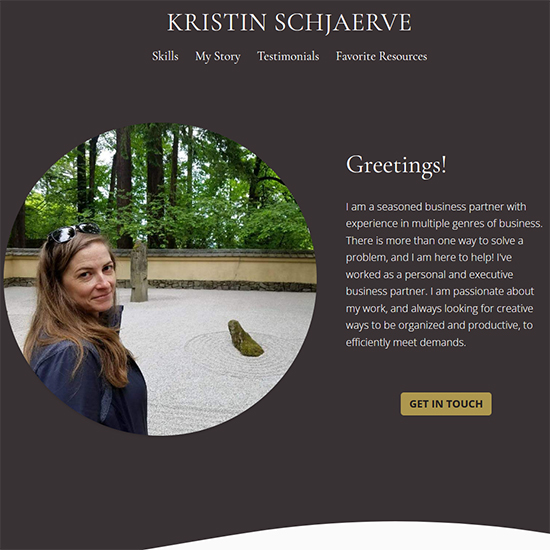 KRISTIN SCHJAERVE
Skills My Story Testimonials Favorite Resources
Greetings!
I am a seasoned business partner with
experience in multiple genres of business.
There is more than one way to solve a
problem, and I am here to help! I've
worked as a personal and executive
business partner. I am passionate about
my work, and always looking for creative
ways to be organized and productive, to
efficiently meet demands.
GET IN TOUCH